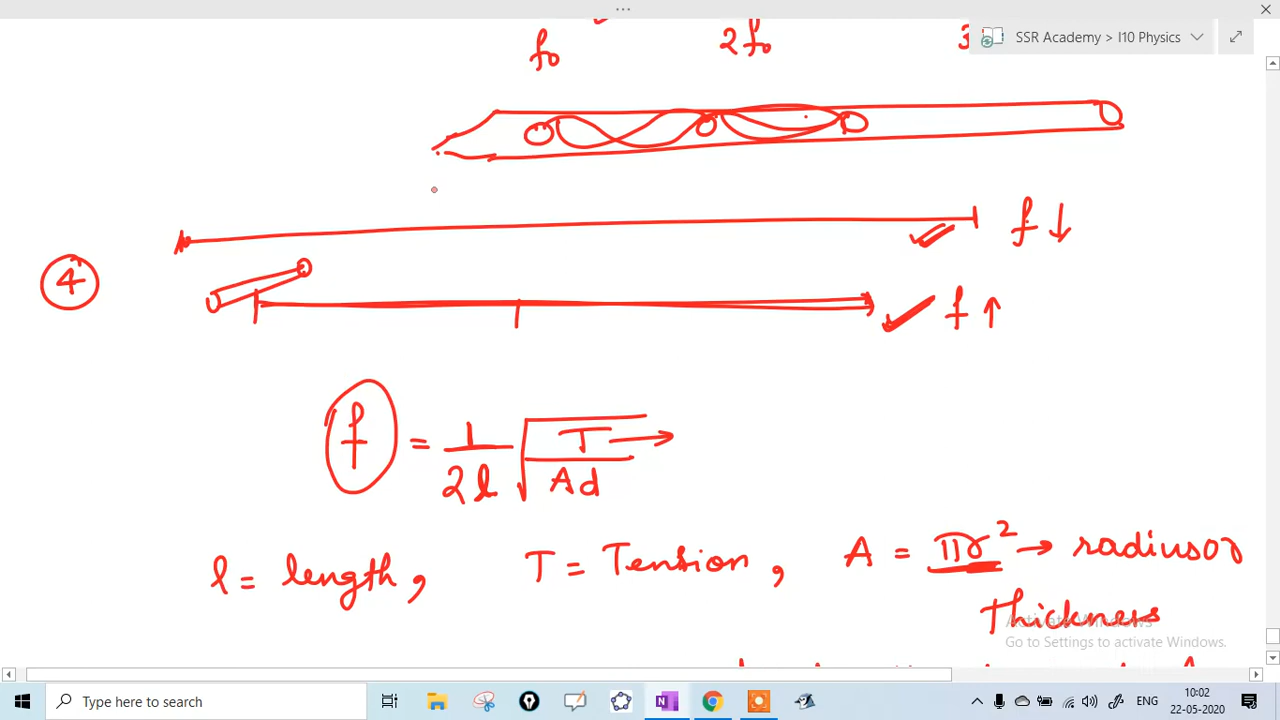 ...
SSR Academy > I10 Physics
f₀
2f₀
3
f ↓
④
f ↑
f = 1/2l √(T/Ad) →
l = length, T = Tension, A = πr² → radius or
thickness
Activate Windows
Go to Settings to activate Windows.
Type here to search
ENG
10:02
22-05-2020